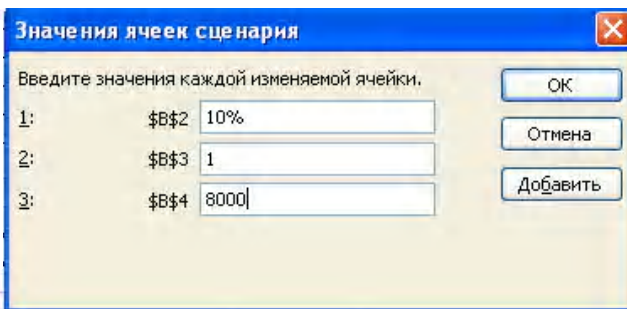 Значения ячеек сценария
Введите значения каждой изменяемой ячейки.
1: $B$2 10%
2: $B$3 1
3: $B$4 8000
ОК
Отмена
Добавить